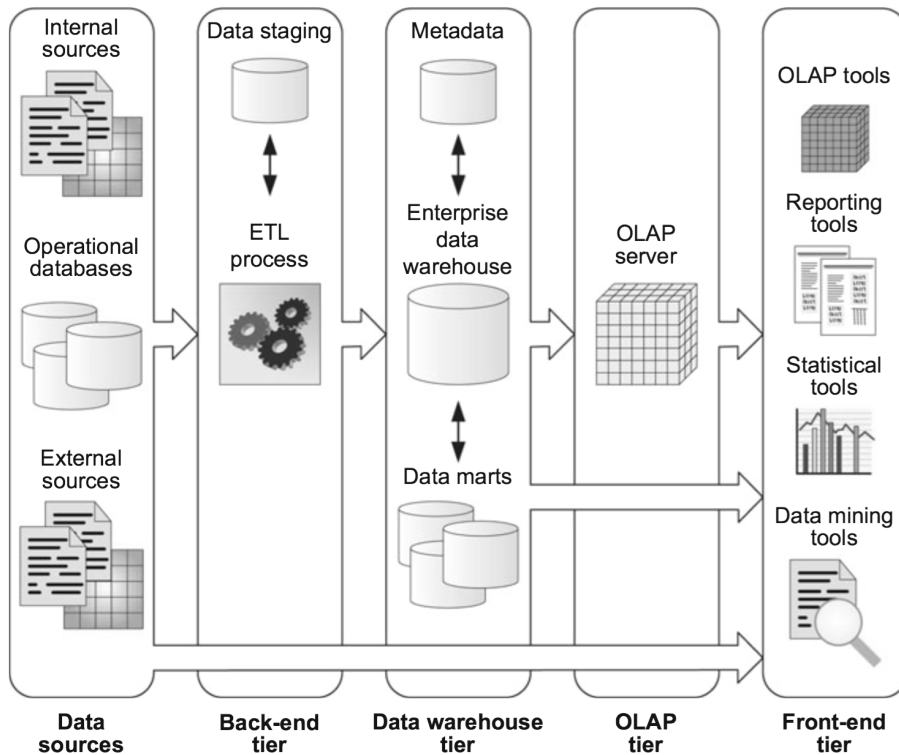 Internal
sources
Operational
databases
External
sources
Data
sources
Data staging
ETL
process
Back-end
tier
Metadata
Enterprise
data
warehouse
Data marts
Data warehouse
tier
OLAP
server
OLAP
tier
OLAP tools
Reporting
tools
Statistical
tools
Data mining
tools
Front-end
tier